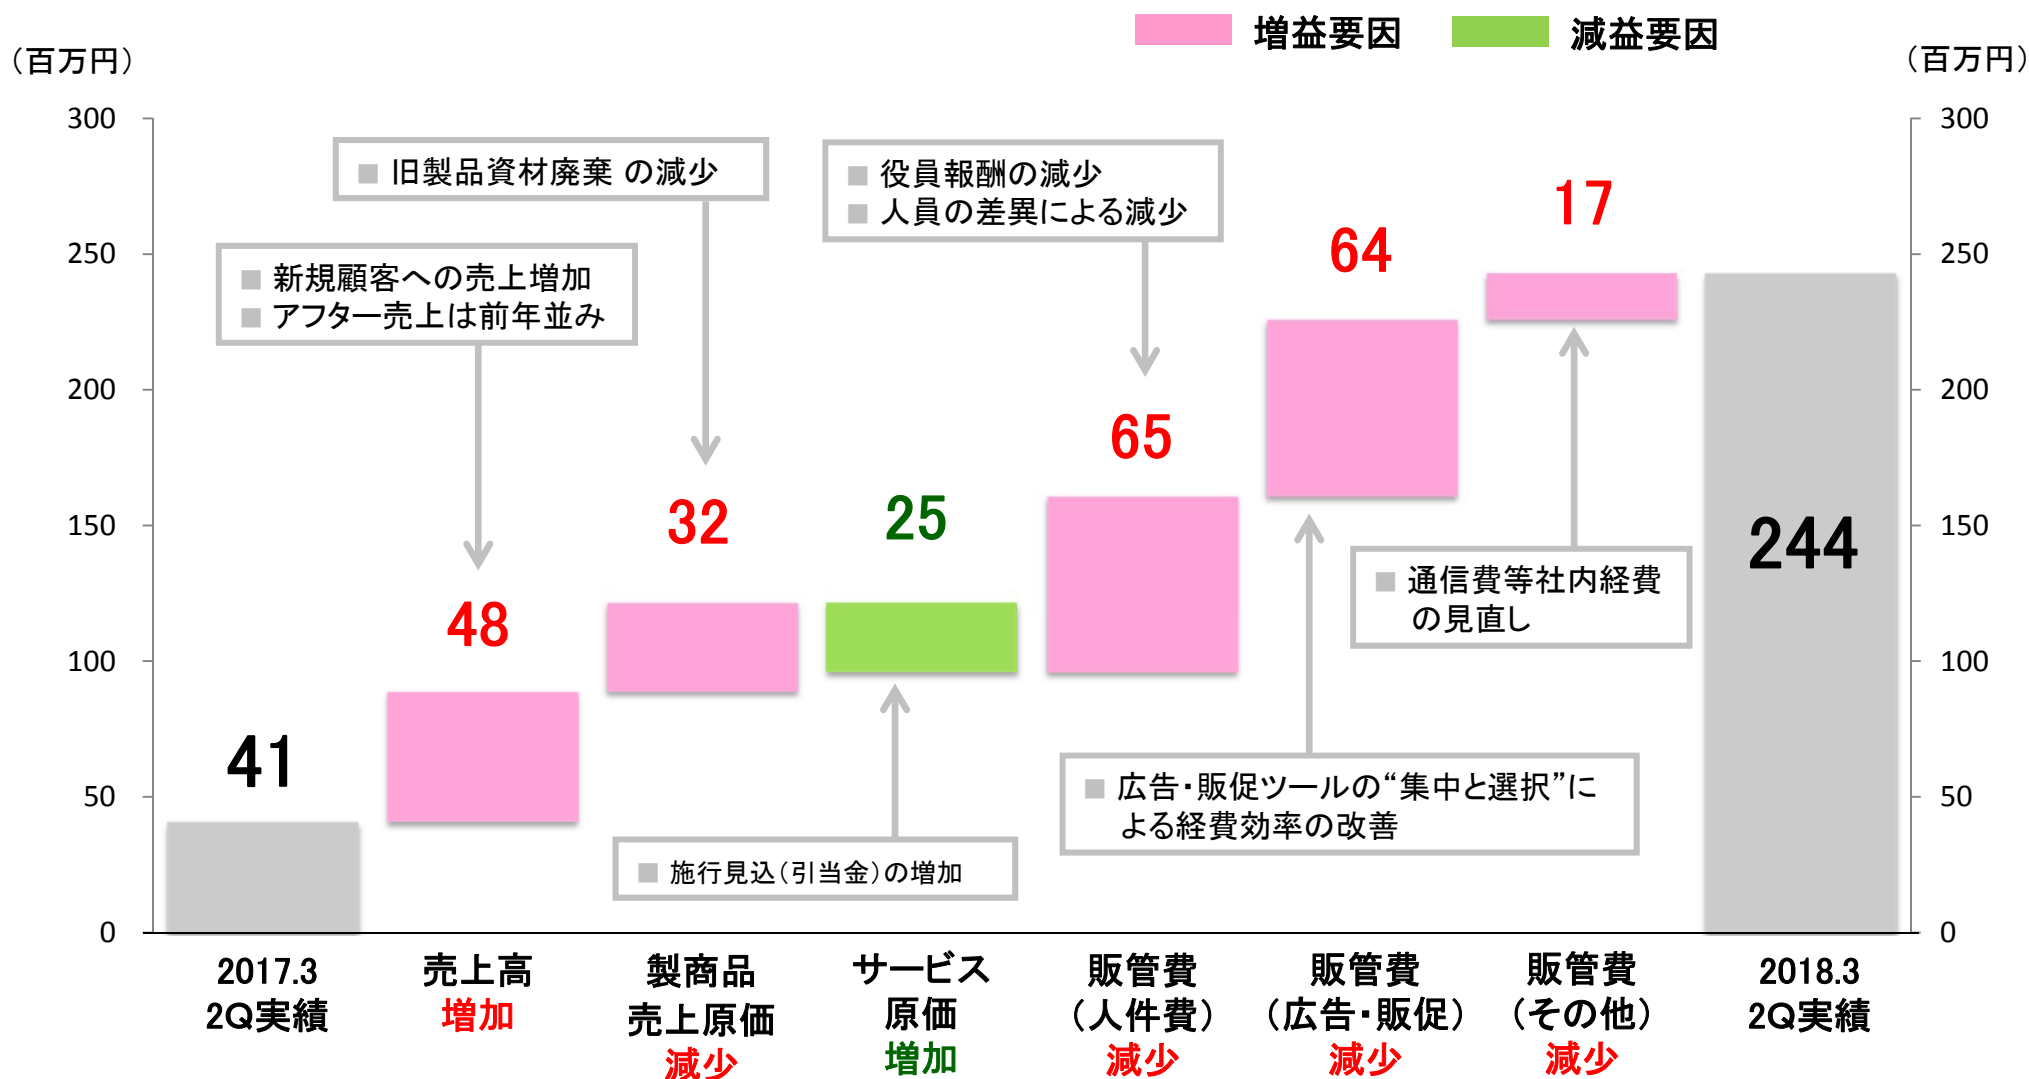 増益要因
減益要因
（百万円）
（百万円）
300
250
200
150
100
50
0
300
250
200
150
100
50
0
■ 旧製品資材廃棄 の減少
■ 役員報酬の減少
■ 人員の差異による減少
■ 新規顧客への売上増加
■ アフター売上は前年並み
■ 通信費等社内経費
の見直し
■ 広告・販促ツールの“集中と選択”に
よる経費効率の改善
■ 施行見込（引当金）の増加
41
48
32
25
65
64
17
244
2017.3
2Q実績
売上高
増加
製商品
売上原価
減少
サービス
原価
増加
販管費
（人件費）
減少
販管費
（広告・販促）
減少
販管費
（その他）
減少
2018.3
2Q実績